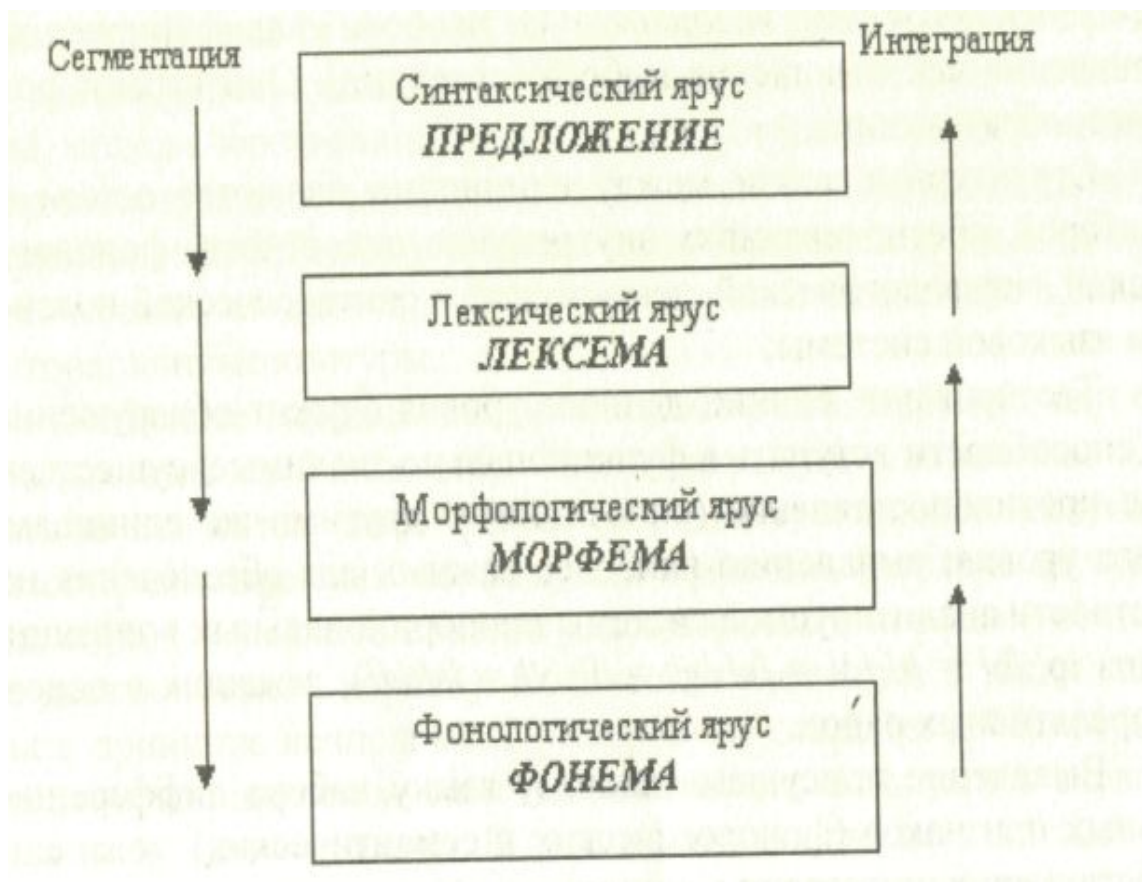 Сегментация
Интеграция
Синтаксический ярус
ПРЕДЛОЖЕНИЕ
Лексический ярус
ЛЕКСЕМА
Морфологический ярус
МОРФЕМА
Фонологический ярус
ФОНЕМА